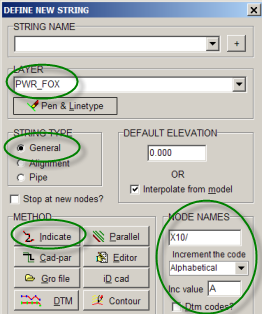 DEFINE NEW STRING
STRING NAME
+
LAYER
PWR_FOX
Pen & Linetype
STRING TYPE
General
Alignment
Pipe
Stop at new nodes?
DEFAULT ELEVATION
0.000
OR
Interpolate from model
METHOD
Indicate
Parallel
Cad-par
Editor
Gro file
iD cad
DTM
Contour
NODE NAMES
X10/
Increment the code
Alphabetical
Inc value A
Dtm codes?